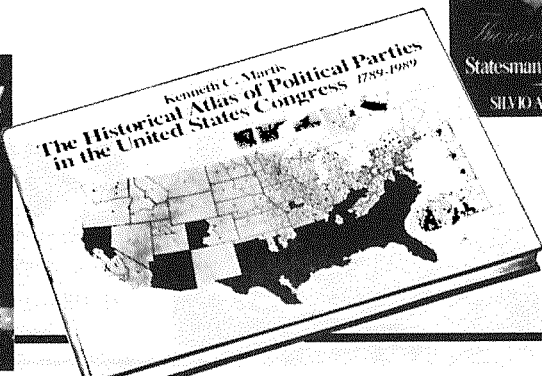 Kenneth C. Martis
The Historical Atlas of Political Parties
in the United States Congress 1789-1989
Statesman
SILVIO A